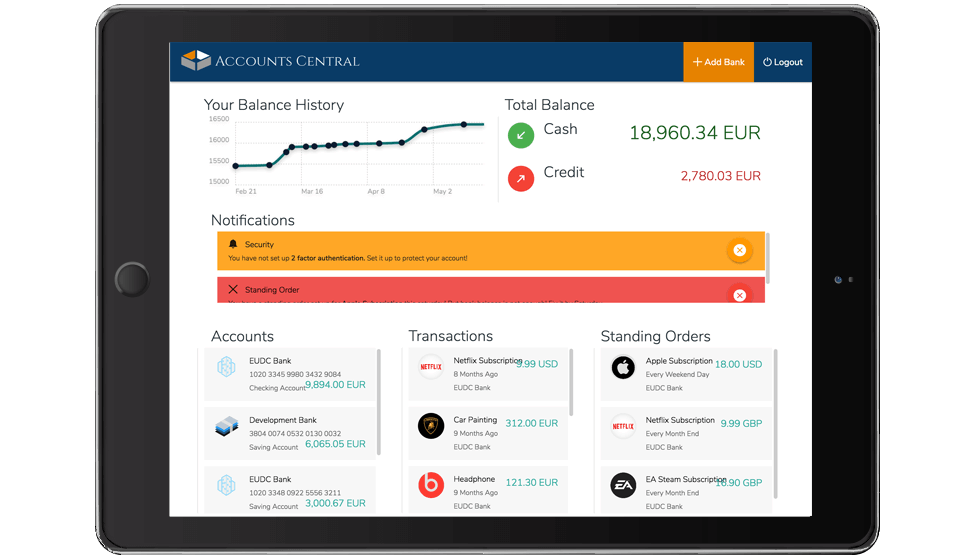 ACCOUNTS CENTRAL
+ Add Bank
Logout
Your Balance History
16500
16000
15500
15000
Feb 21
Mar 16
Apr 8
May 2
Total Balance
Cash
18,960.34 EUR
Credit
2,780.03 EUR
Notifications
Security
You have not set up 2 factor authentication. Set it up to protect your account!
Standing Order
Accounts
EUDC Bank
1020 3345 9980 3432 9084
Checking Account
9,894.00 EUR
Development Bank
3804 0074 0532 0130 0032
Saving Account
6,065.05 EUR
EUDC Bank
1020 3348 0922 5556 3211
Saving Account
3,000.67 EUR
Transactions
NETFLIX
Netflix Subscription
9.99 USD
8 Months Ago
EUDC Bank
Car Painting
312.00 EUR
9 Months Ago
EUDC Bank
Headphone
121.30 EUR
9 Months Ago
EUDC Bank
Standing Orders
Apple Subscription
18.00 USD
Every Weekend Day
EUDC Bank
NETFLIX
Netflix Subscription
9.99 GBP
Every Month End
EUDC Bank
EA
EA Steam Subscription
16.90 GBP
Every Month End
EUDC Bank